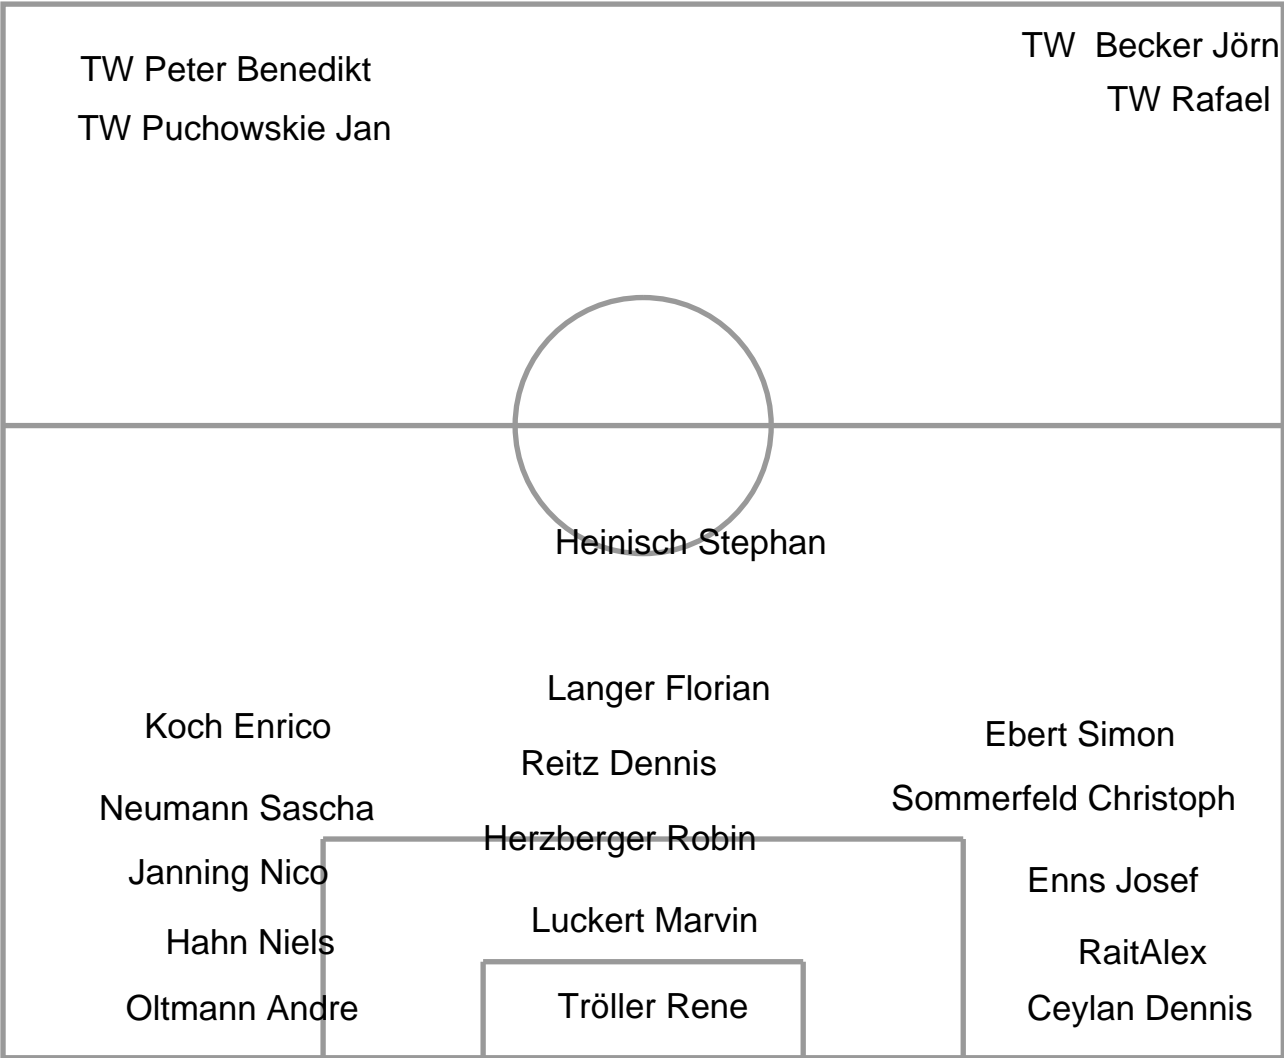 TW Peter Benedikt
TW Puchowskie Jan
TW  Becker Jörn
TW Rafael
Heinisch Stephan
Langer Florian
Koch Enrico
Ebert Simon
Reitz Dennis
Sommerfeld Christoph
Neumann Sascha
Herzberger Robin
Janning Nico
Enns Josef
Luckert Marvin
Hahn Niels
RaitAlex
Oltmann Andre
Tröller Rene
Ceylan Dennis